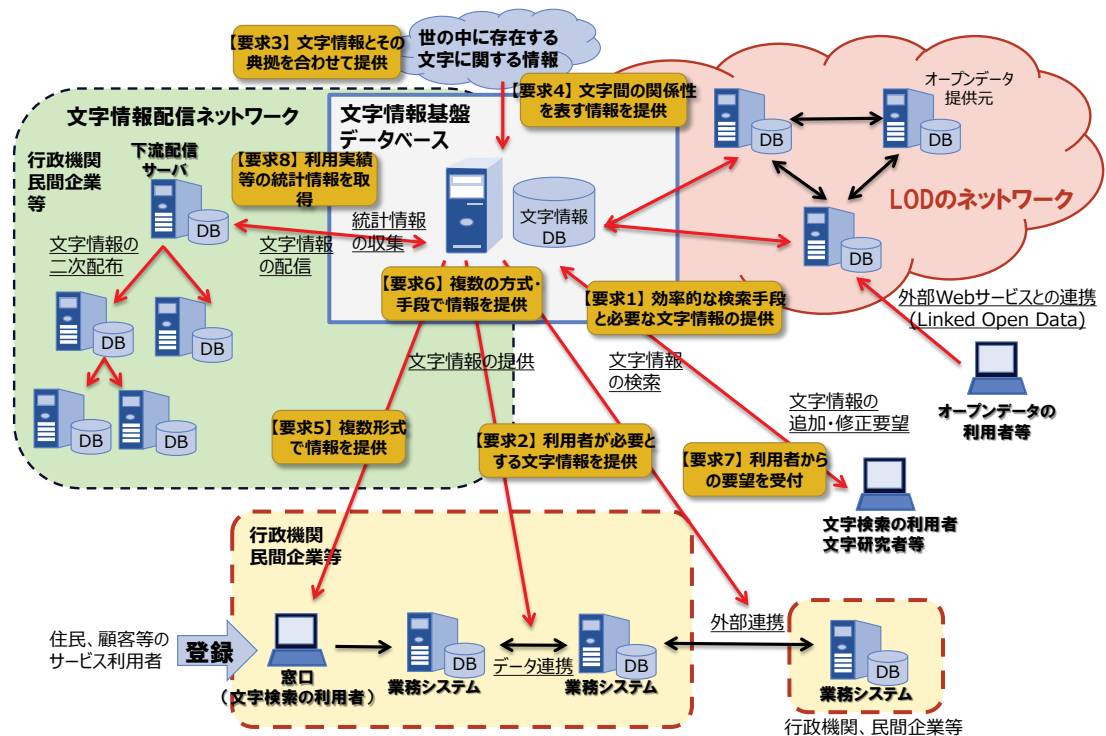 世の中に存在する
文字に関する情報
【要求3】文字情報とその
典拠を合わせて提供
【要求4】文字間の関係性
を表す情報を提供
オープンデータ
提供元
DB
DB
DB
LODのネットワーク
文字情報配信ネットワーク
文字情報基盤
データベース
行政機関
民間企業
等
下流配信
サーバ
DB
【要求8】利用実績
等の統計情報を取
得
文字情報
DB
統計情報
の収集
文字情報の
二次配布
文字情報
の配信
DB
DB
DB
DB
【要求6】複数の方式・
手段で情報を提供
【要求1】効率的な検索手段
と必要な文字情報の提供
外部Webサービスとの連携
(Linked Open Data)
文字情報の提供
文字情報
の検索
オープンデータの
利用者等
文字情報の
追加・修正要望
【要求5】複数形式
で情報を提供
【要求2】利用者が必要と
する文字情報を提供
【要求7】利用者から
の要望を受付
文字検索の利用者
文字研究者等
行政機関
民間企業等
住民、顧客等の
サービス利用者
登録
窓口
（文字検索の利用者）
DB
業務システム
データ連携
DB
業務システム
外部連携
DB
業務システム
行政機関、民間企業等